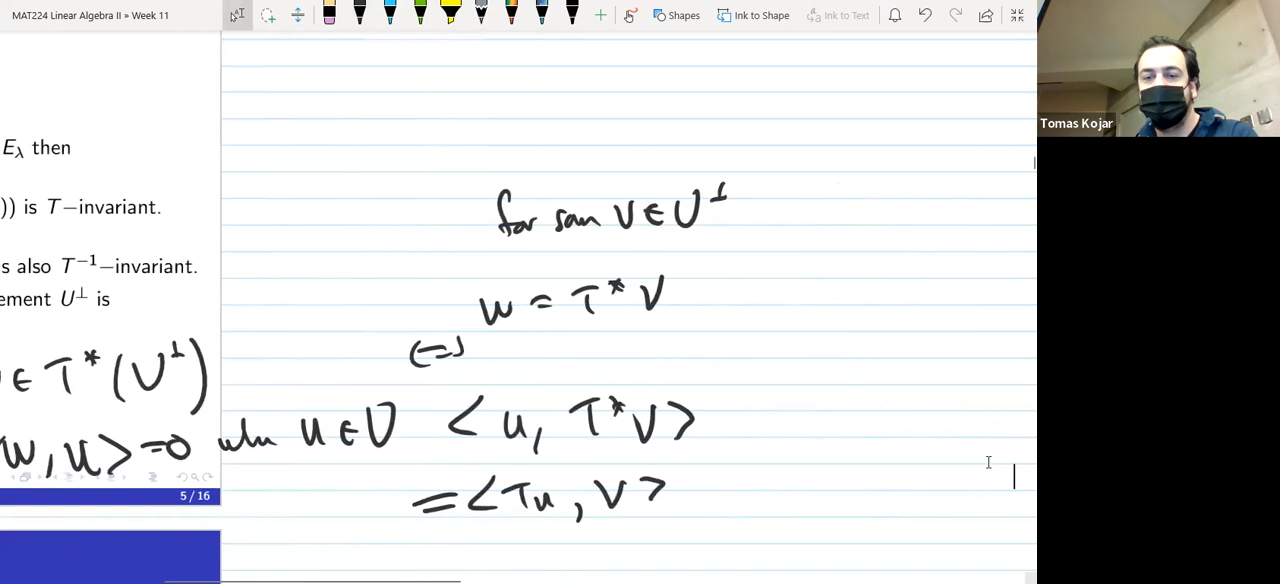 MAT224 Linear Algebra II » Week 11
Shapes
Ink to Shape
Ink to Text
Tomas Kojar
E_λ then
)) is T−invariant.
s also T⁻¹−invariant.
ement U^⊥ is
∈ T* (U^⊥)
w, u > = 0 when u ∈ U
5 / 16
for som v ∈ U^⊥
w = T* v
<=>
< u, T* v >
= < Tu, v >